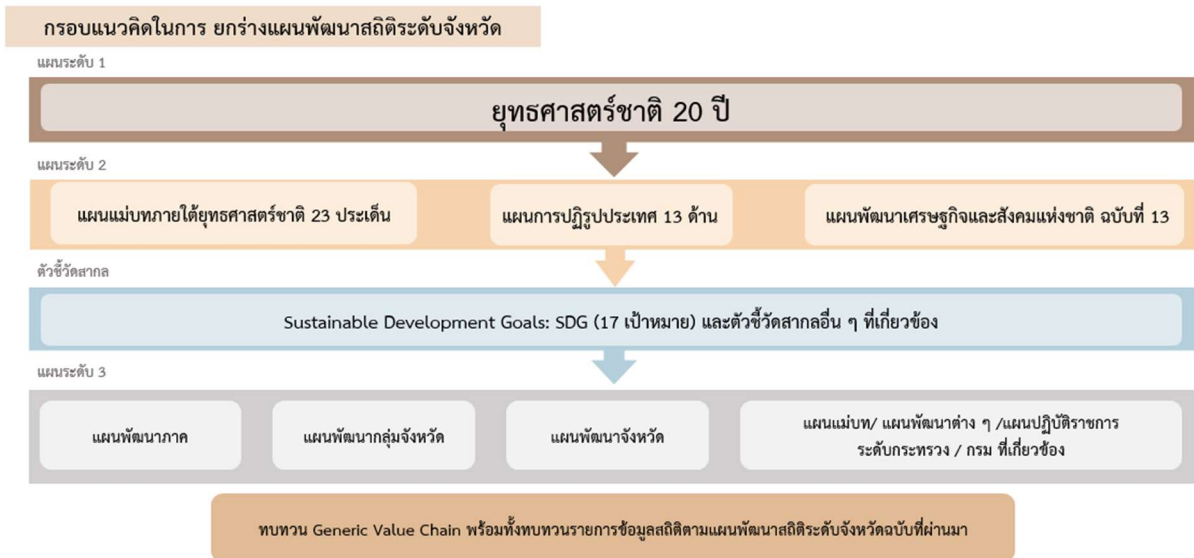 กรอบแนวคิดในการ ยกร่างแผนพัฒนาสถิติระดับจังหวัด
แผนระดับ 1
ยุทธศาสตร์ชาติ 20 ปี
แผนระดับ 2
แผนแม่บทภายใต้ยุทธศาสตร์ชาติ 23 ประเด็น
แผนการปฏิรูปประเทศ 13 ด้าน
แผนพัฒนาเศรษฐกิจและสังคมแห่งชาติ ฉบับที่ 13
ตัวชี้วัดสากล
Sustainable Development Goals: SDG (17 เป้าหมาย) และตัวชี้วัดสากลอื่น ๆ ที่เกี่ยวข้อง
แผนระดับ 3
แผนพัฒนาภาค
แผนพัฒนากลุ่มจังหวัด
แผนพัฒนาจังหวัด
แผนแม่บท/ แผนพัฒนาต่าง ๆ /แผนปฏิบัติราชการ
ระดับกระทรวง / กรม ที่เกี่ยวข้อง
ทบทวน Generic Value Chain พร้อมทั้งทบทวนรายการข้อมูลสถิติตามแผนพัฒนาสถิติระดับจังหวัดฉบับที่ผ่านมา